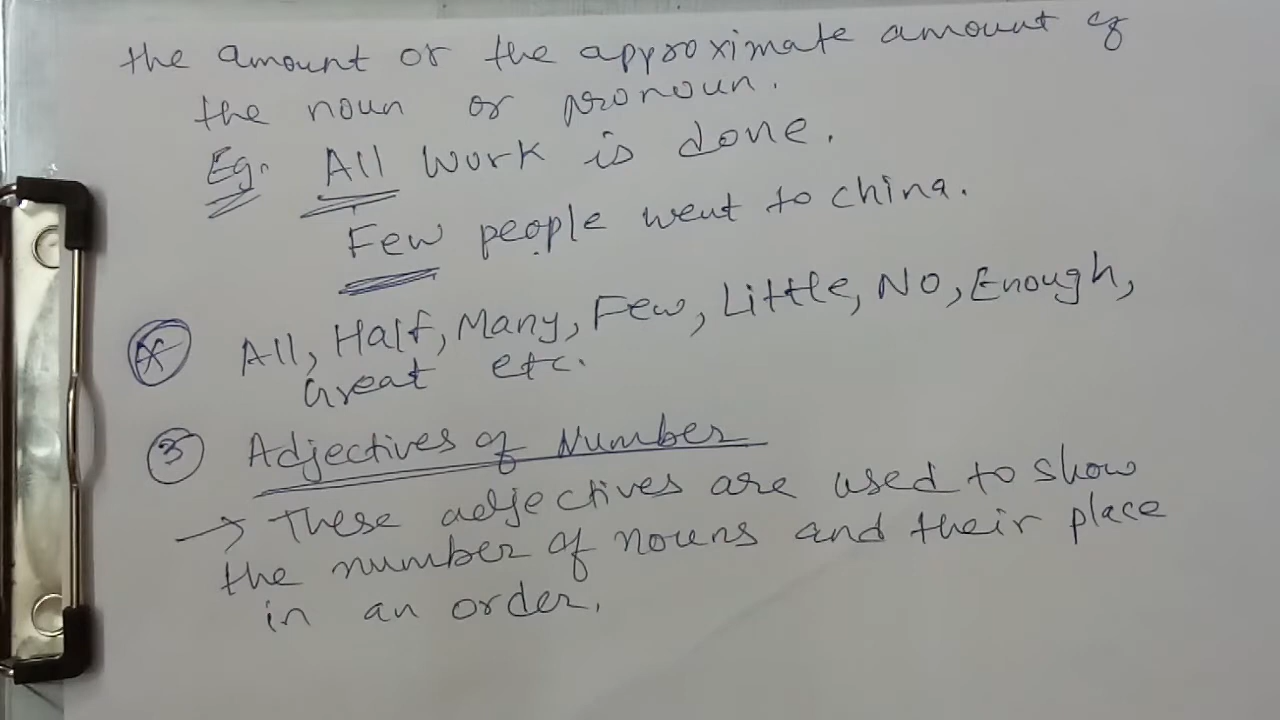 the amount or the approximate amount of
the noun or pronoun.
Eg. All work is done.
Few people went to china.
All, Half, Many, Few, Little, No, Enough,
Great etc.
3 Adjectives of Number
→ These adjectives are used to show
the number of nouns and their place
in an order.